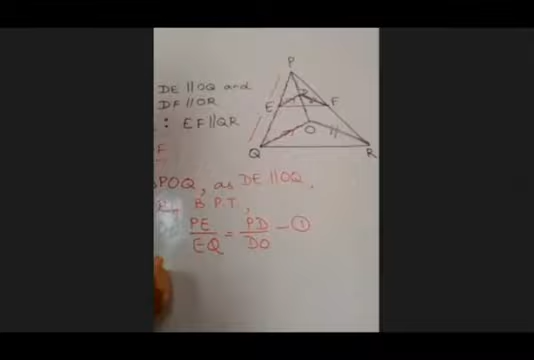 DE || OQ and
DF || OR
: EF || QR
P
E
F
O
Q
R
F
POQ, as DE || OQ,
B P.T,
PE/EQ = PD/DO - ①